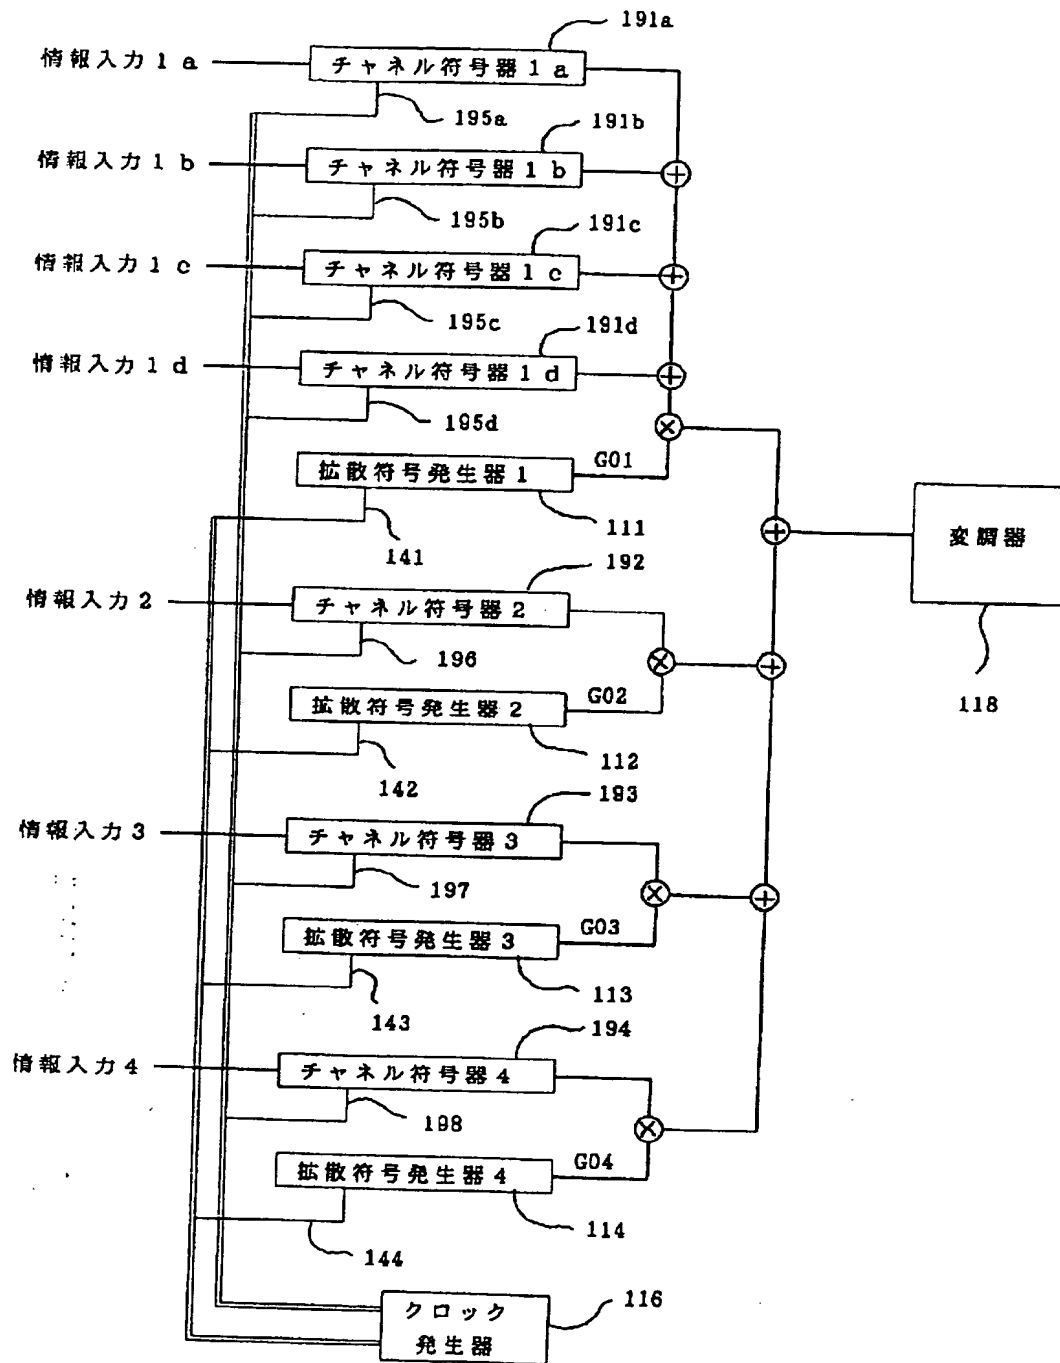 191a
情報入力1a
チャネル符号器1a
195a
191b
情報入力1b
チャネル符号器1b
195b
191c
情報入力1c
チャネル符号器1c
195c
191d
情報入力1d
チャネル符号器1d
195d
拡散符号発生器1
G01
111
141
変調器
118
192
情報入力2
チャネル符号器2
196
拡散符号発生器2
G02
112
142
193
情報入力3
チャネル符号器3
197
拡散符号発生器3
G03
113
143
194
情報入力4
チャネル符号器4
198
拡散符号発生器4
G04
114
144
クロック
発生器
116